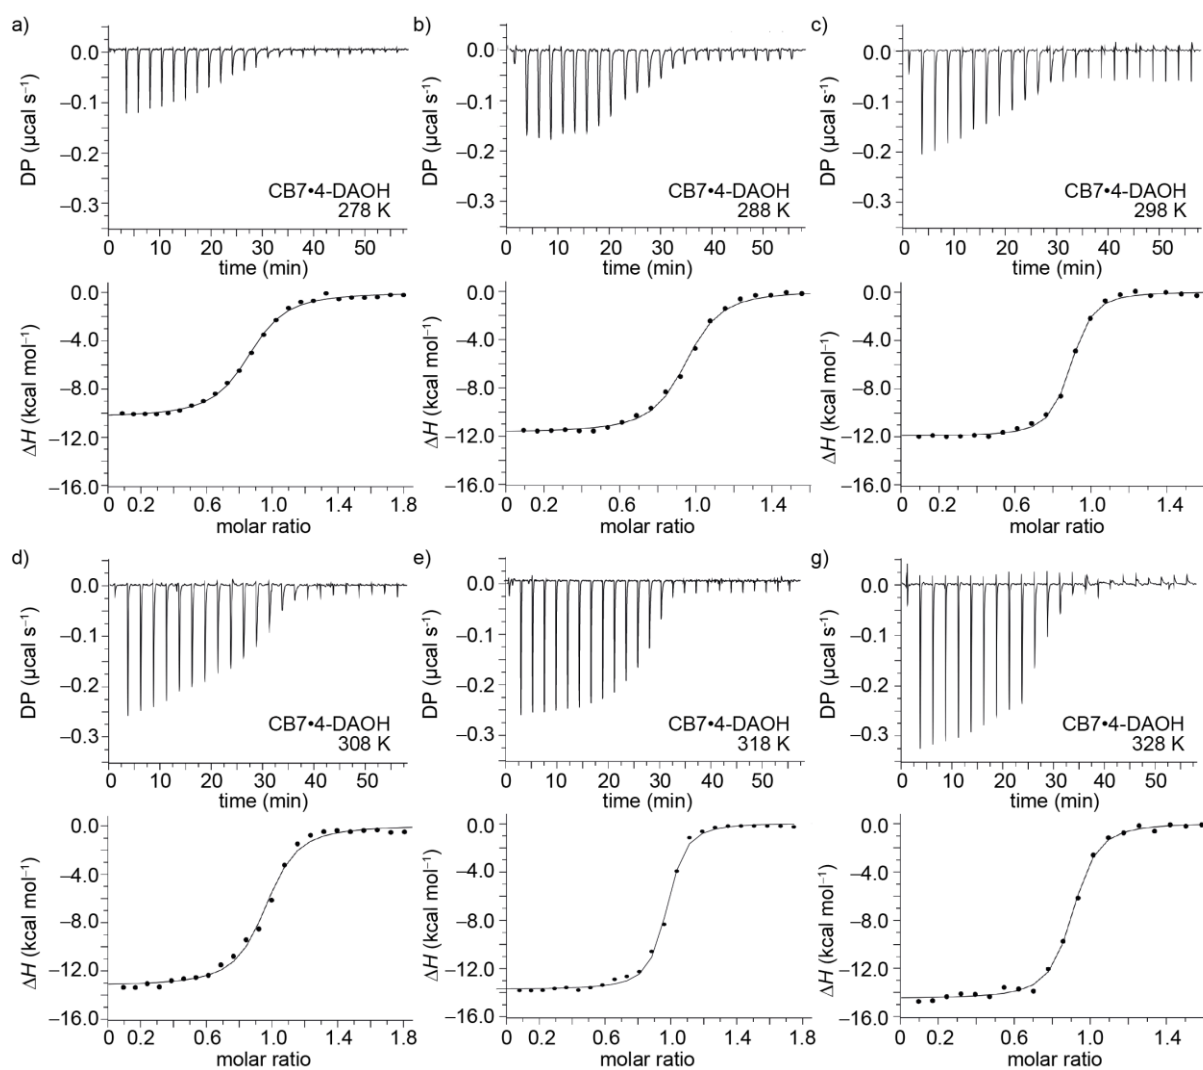 a)
DP (µcal s⁻¹)
0.0
–0.1
–0.2
–0.3
CB7•4-DAOH
278 K
0 10 20 30 40 50
time (min)
ΔH (kcal mol⁻¹)
0.0
–4.0
–8.0
–12.0
–16.0
0 0.2 0.6 1.0 1.4 1.8
molar ratio
b)
DP (µcal s⁻¹)
0.0
–0.1
–0.2
–0.3
CB7•4-DAOH
288 K
0 10 20 30 40 50
time (min)
ΔH (kcal mol⁻¹)
0.0
–4.0
–8.0
–12.0
–16.0
0 0.2 0.6 1.0 1.4
molar ratio
c)
DP (µcal s⁻¹)
0.0
–0.1
–0.2
–0.3
CB7•4-DAOH
298 K
0 10 20 30 40 50
time (min)
ΔH (kcal mol⁻¹)
0.0
–4.0
–8.0
–12.0
–16.0
0 0.2 0.6 1.0 1.4
molar ratio
d)
DP (µcal s⁻¹)
0.0
–0.1
–0.2
–0.3
CB7•4-DAOH
308 K
0 10 20 30 40 50
time (min)
ΔH (kcal mol⁻¹)
0.0
–4.0
–8.0
–12.0
–16.0
0 0.2 0.6 1.0 1.4 1.8
molar ratio
e)
DP (µcal s⁻¹)
0.0
–0.1
–0.2
–0.3
CB7•4-DAOH
318 K
0 10 20 30 40 50
time (min)
ΔH (kcal mol⁻¹)
0.0
–4.0
–8.0
–12.0
–16.0
0 0.2 0.6 1.0 1.4 1.8
molar ratio
g)
DP (µcal s⁻¹)
0.0
–0.1
–0.2
–0.3
CB7•4-DAOH
328 K
0 10 20 30 40 50
time (min)
ΔH (kcal mol⁻¹)
0.0
–4.0
–8.0
–12.0
–16.0
0 0.2 0.6 1.0 1.4
molar ratio